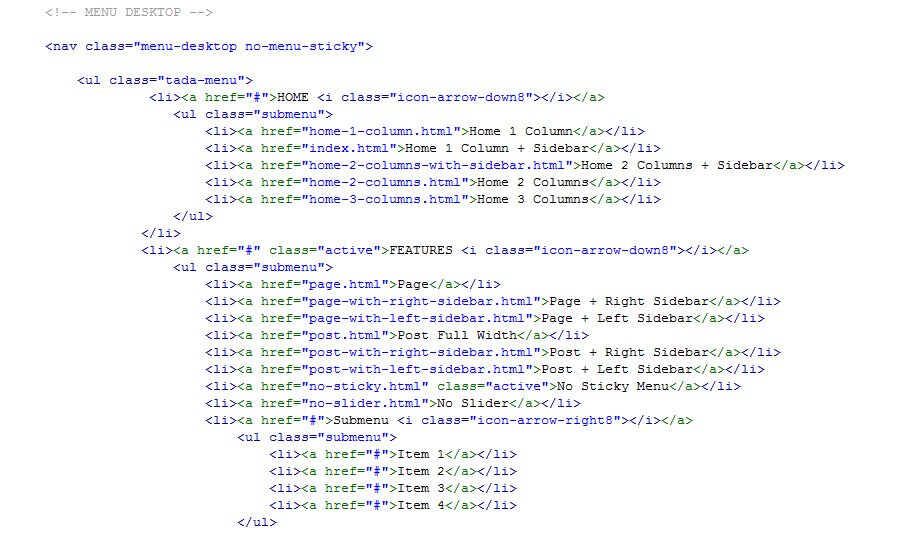 <!-- MENU DESKTOP -->
<nav class="menu-desktop no-menu-sticky">
<ul class="tada-menu">
<li><a href="#">HOME <i class="icon-arrow-down8"></i></a>
<ul class="submenu">
<li><a href="home-1-column.html">Home 1 Column</a></li>
<li><a href="index.html">Home 1 Column + Sidebar</a></li>
<li><a href="home-2-columns-with-sidebar.html">Home 2 Columns + Sidebar</a></li>
<li><a href="home-2-columns.html">Home 2 Columns</a></li>
<li><a href="home-3-columns.html">Home 3 Columns</a></li>
</ul>
</li>
<li><a href="#" class="active">FEATURES <i class="icon-arrow-down8"></i></a>
<ul class="submenu">
<li><a href="page.html">Page</a></li>
<li><a href="page-with-right-sidebar.html">Page + Right Sidebar</a></li>
<li><a href="page-with-left-sidebar.html">Page + Left Sidebar</a></li>
<li><a href="post.html">Post Full Width</a></li>
<li><a href="post-with-right-sidebar.html">Post + Right Sidebar</a></li>
<li><a href="post-with-left-sidebar.html">Post + Left Sidebar</a></li>
<li><a href="no-sticky.html" class="active">No Sticky Menu</a></li>
<li><a href="no-slider.html">No Slider</a></li>
<li><a href="#">Submenu <i class="icon-arrow-right8"></i></a>
<ul class="submenu">
<li><a href="#">Item 1</a></li>
<li><a href="#">Item 2</a></li>
<li><a href="#">Item 3</a></li>
<li><a href="#">Item 4</a></li>
</ul>